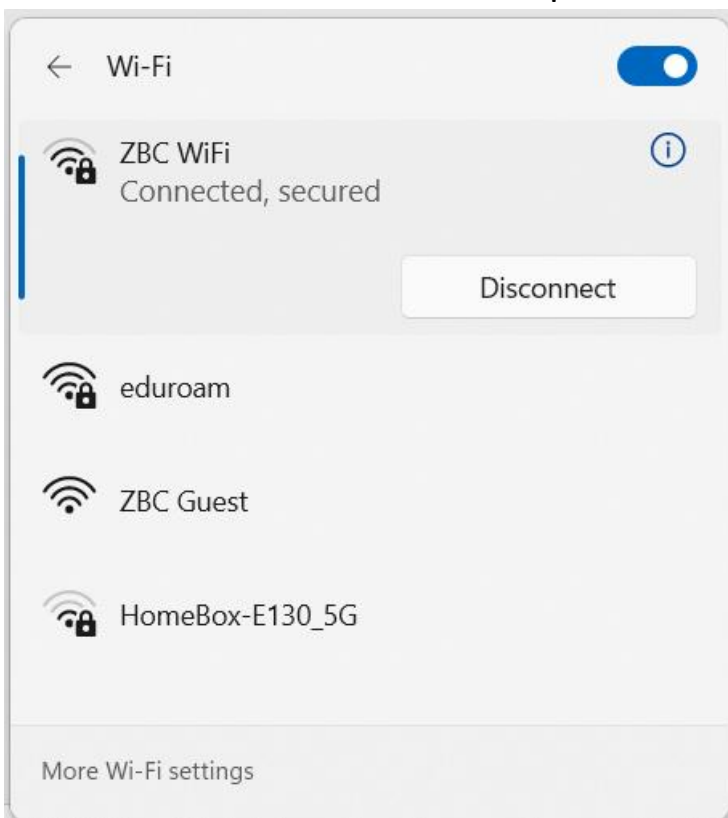 Wi-Fi
ZBC WiFi
Connected, secured
Disconnect
eduroam
ZBC Guest
HomeBox-E130_5G
More Wi-Fi settings